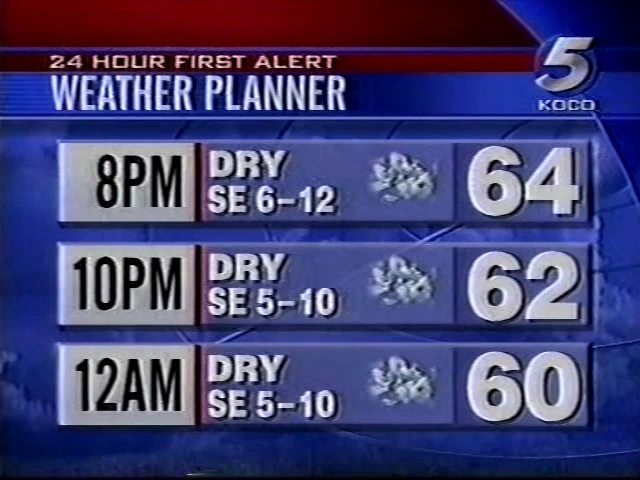 24 HOUR FIRST ALERT
WEATHER PLANNER
5
KOCO
8PM
DRY
SE 6-12
64
10PM
DRY
SE 5-10
62
12AM
DRY
SE 5-10
60